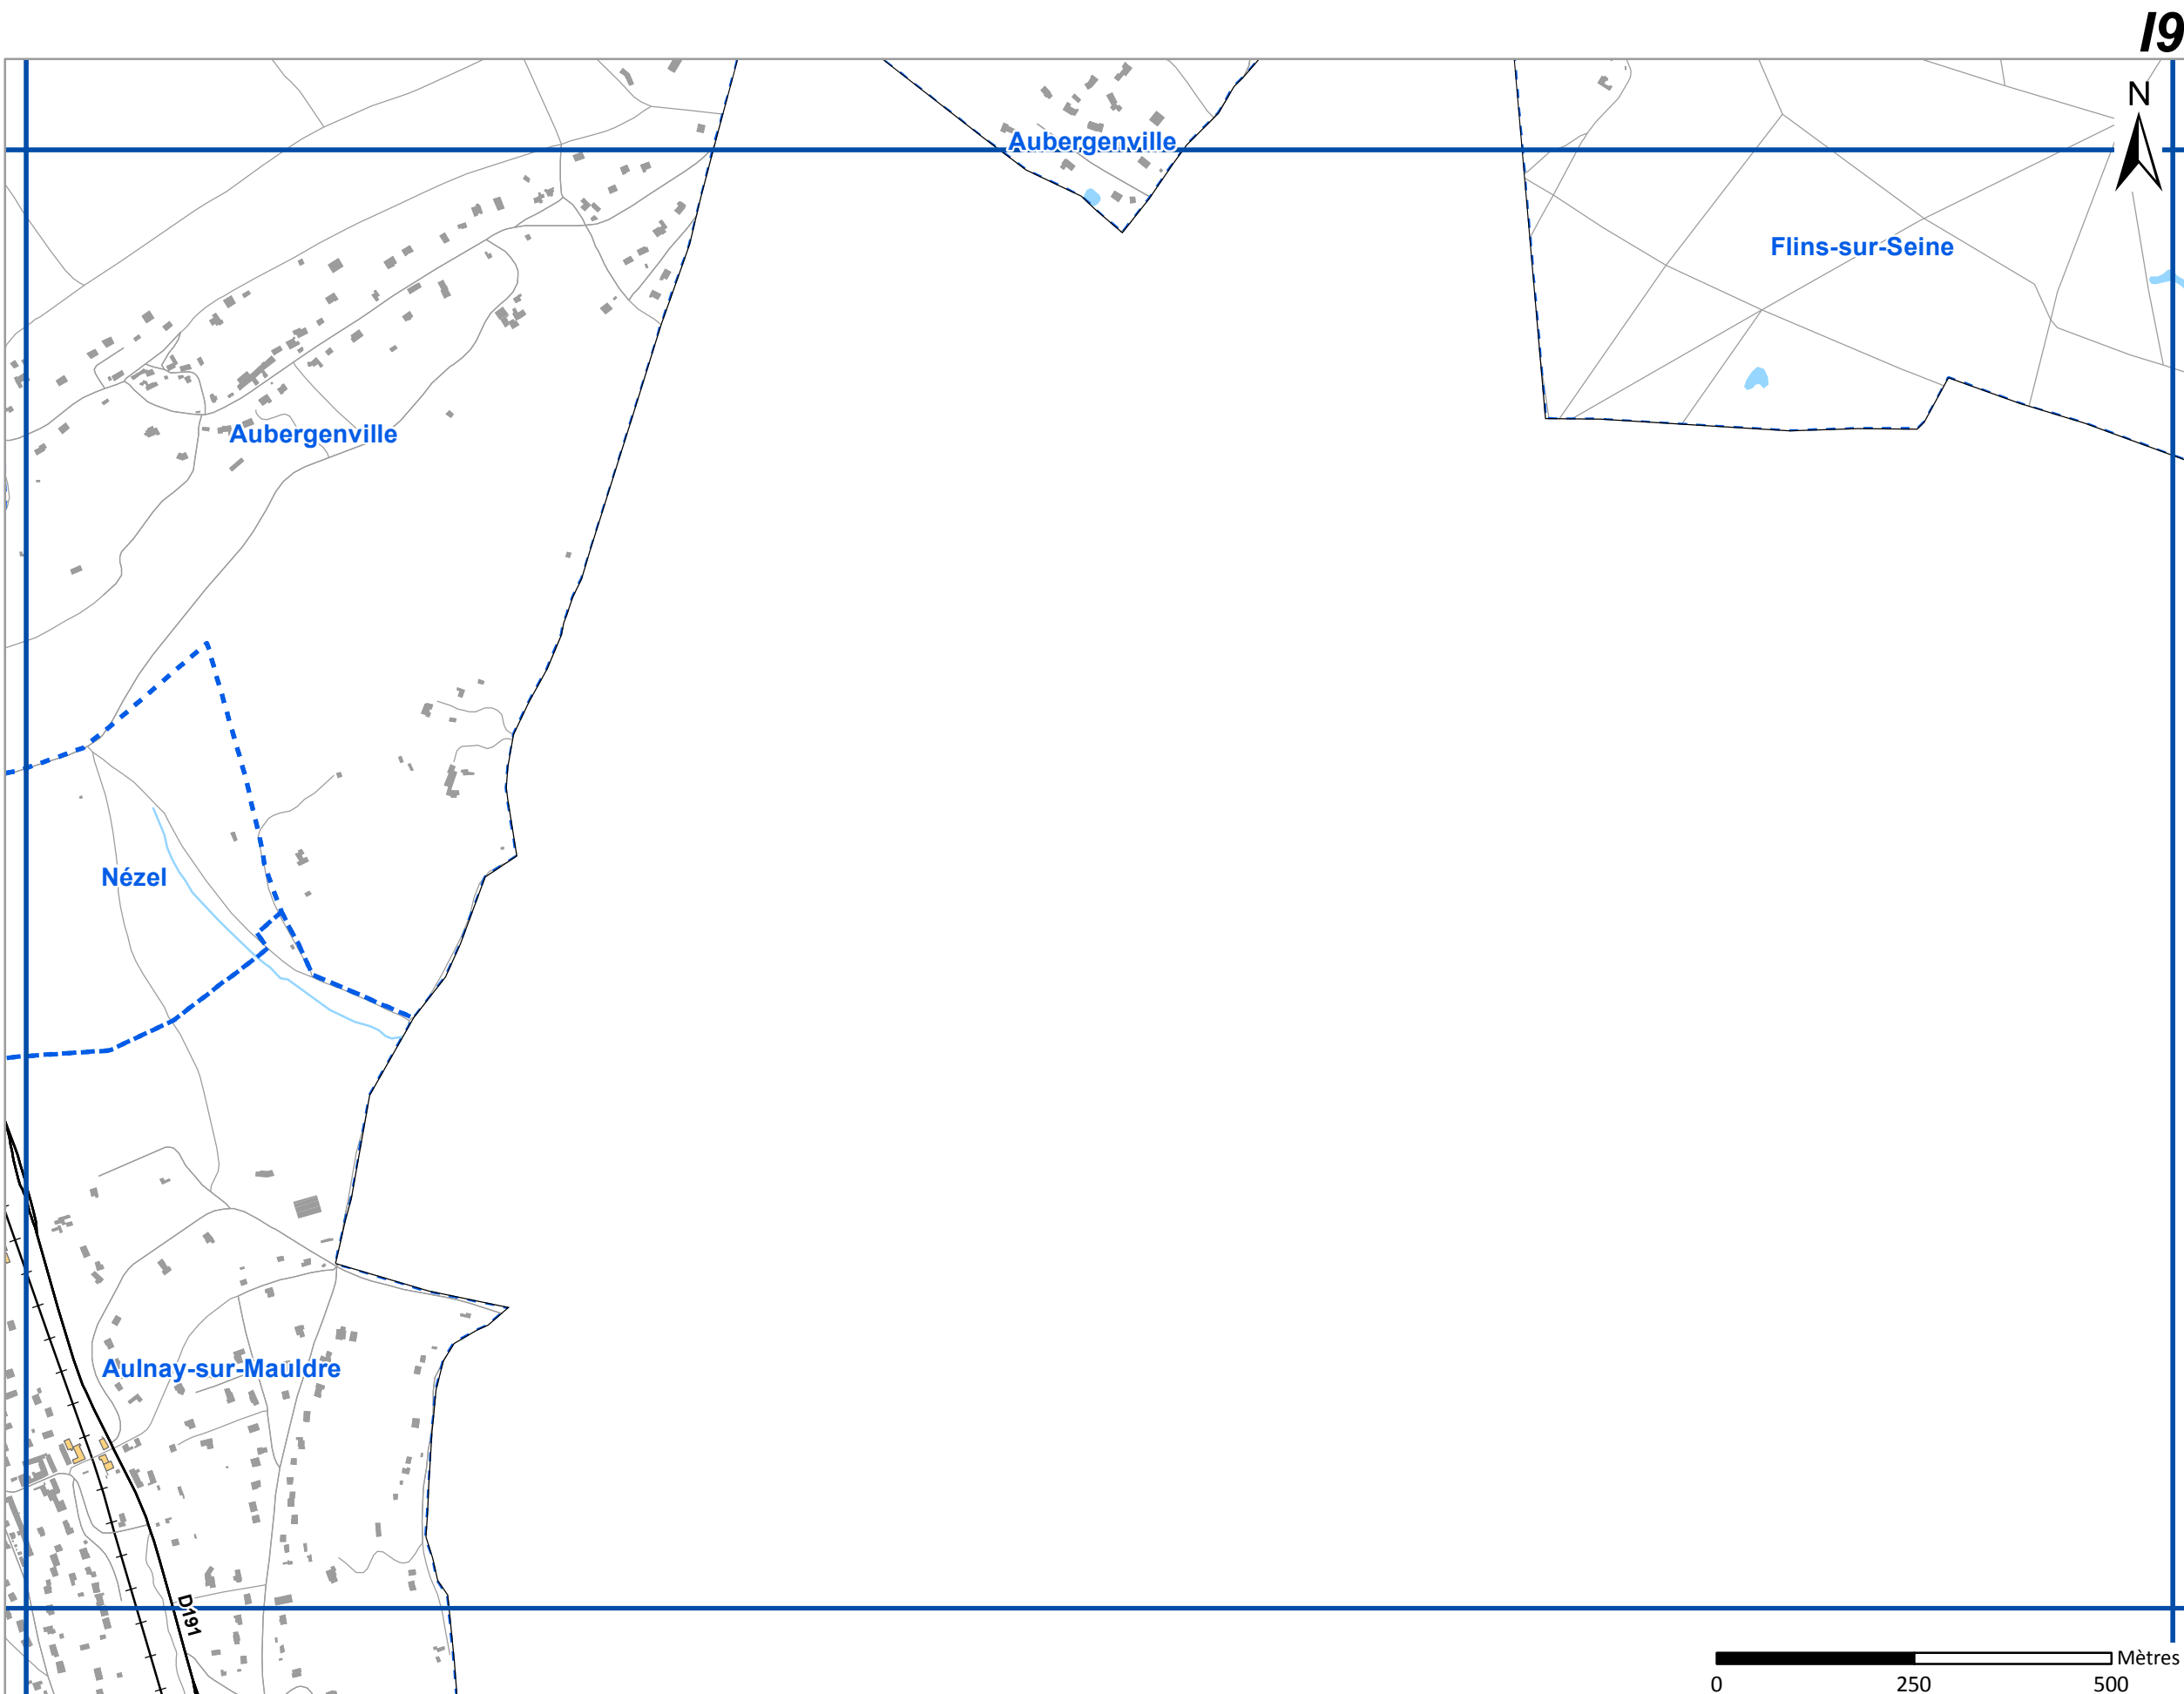 I9
N
Aubergenville
Flins-sur-Seine
Aubergenville
Nézel
Aulnay-sur-Mauldre
D191
Mètres
0 250 500